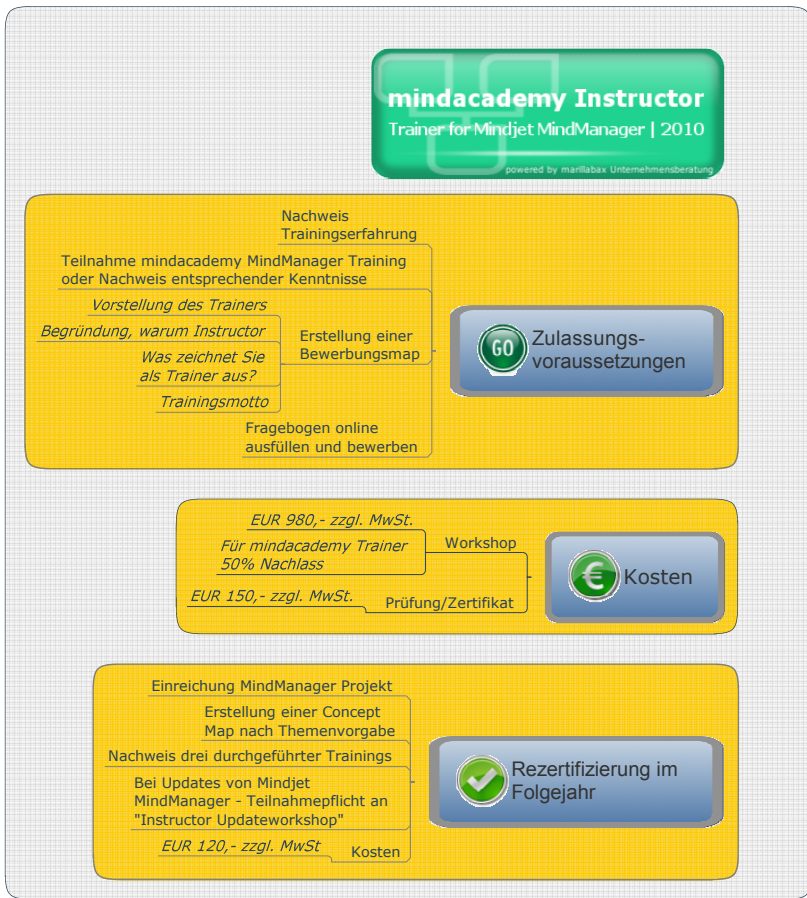 mindacademy Instructor
Trainer for Mindjet MindManager | 2010
powered by marillabax Unternehmensberatung
GO
Zulassungs-
voraussetzungen
Nachweis
Trainingserfahrung
Teilnahme mindacademy MindManager Training
oder Nachweis entsprechender Kenntnisse
Erstellung einer
Bewerbungsmap
Vorstellung des Trainers
Begründung, warum Instructor
Was zeichnet Sie
als Trainer aus?
Trainingsmotto
Fragebogen online
ausfüllen und bewerben
€
Kosten
Workshop
EUR 980,- zzgl. MwSt.
Für mindacademy Trainer
50% Nachlass
Prüfung/Zertifikat
EUR 150,- zzgl. MwSt.
Rezertifizierung im
Folgejahr
Einreichung MindManager Projekt
Erstellung einer Concept
Map nach Themenvorgabe
Nachweis drei durchgeführter Trainings
Bei Updates von Mindjet
MindManager - Teilnahmepflicht an
"Instructor Updateworkshop"
Kosten
EUR 120,- zzgl. MwSt